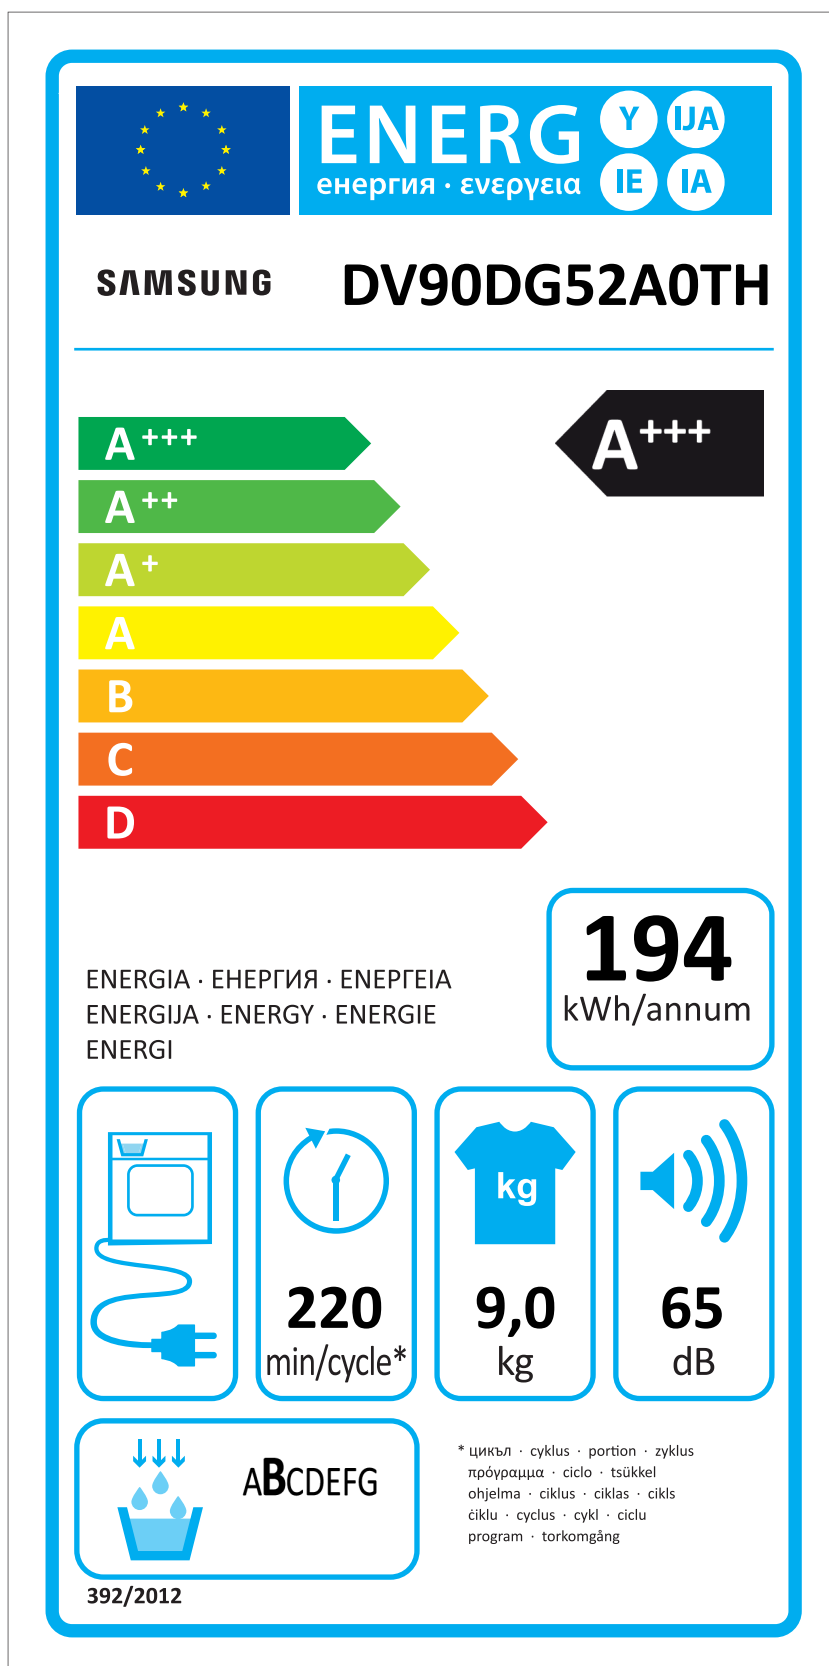 ENERG
енергия · ενεργεια
Y
IJA
IE
IA
SAMSUNG
DV90DG52A0TH
A+++
A+++
A++
A+
A
B
C
D
194
kWh/annum
ENERGIA · ЕНЕРГИЯ · ΕΝΕΡΓΕΙΑ
ENERGIJA · ENERGY · ENERGIE
ENERGI
kg
220
min/cycle*
9,0
kg
65
dB
ABCDEFG
* цикъл · cyklus · portion · zyklus
πρόγραμμα · ciclo · tsükkel
ohjelma · ciklus · ciklas · cikls
ċiklu · cyclus · cykl · ciclu
program · torkomgång
392/2012